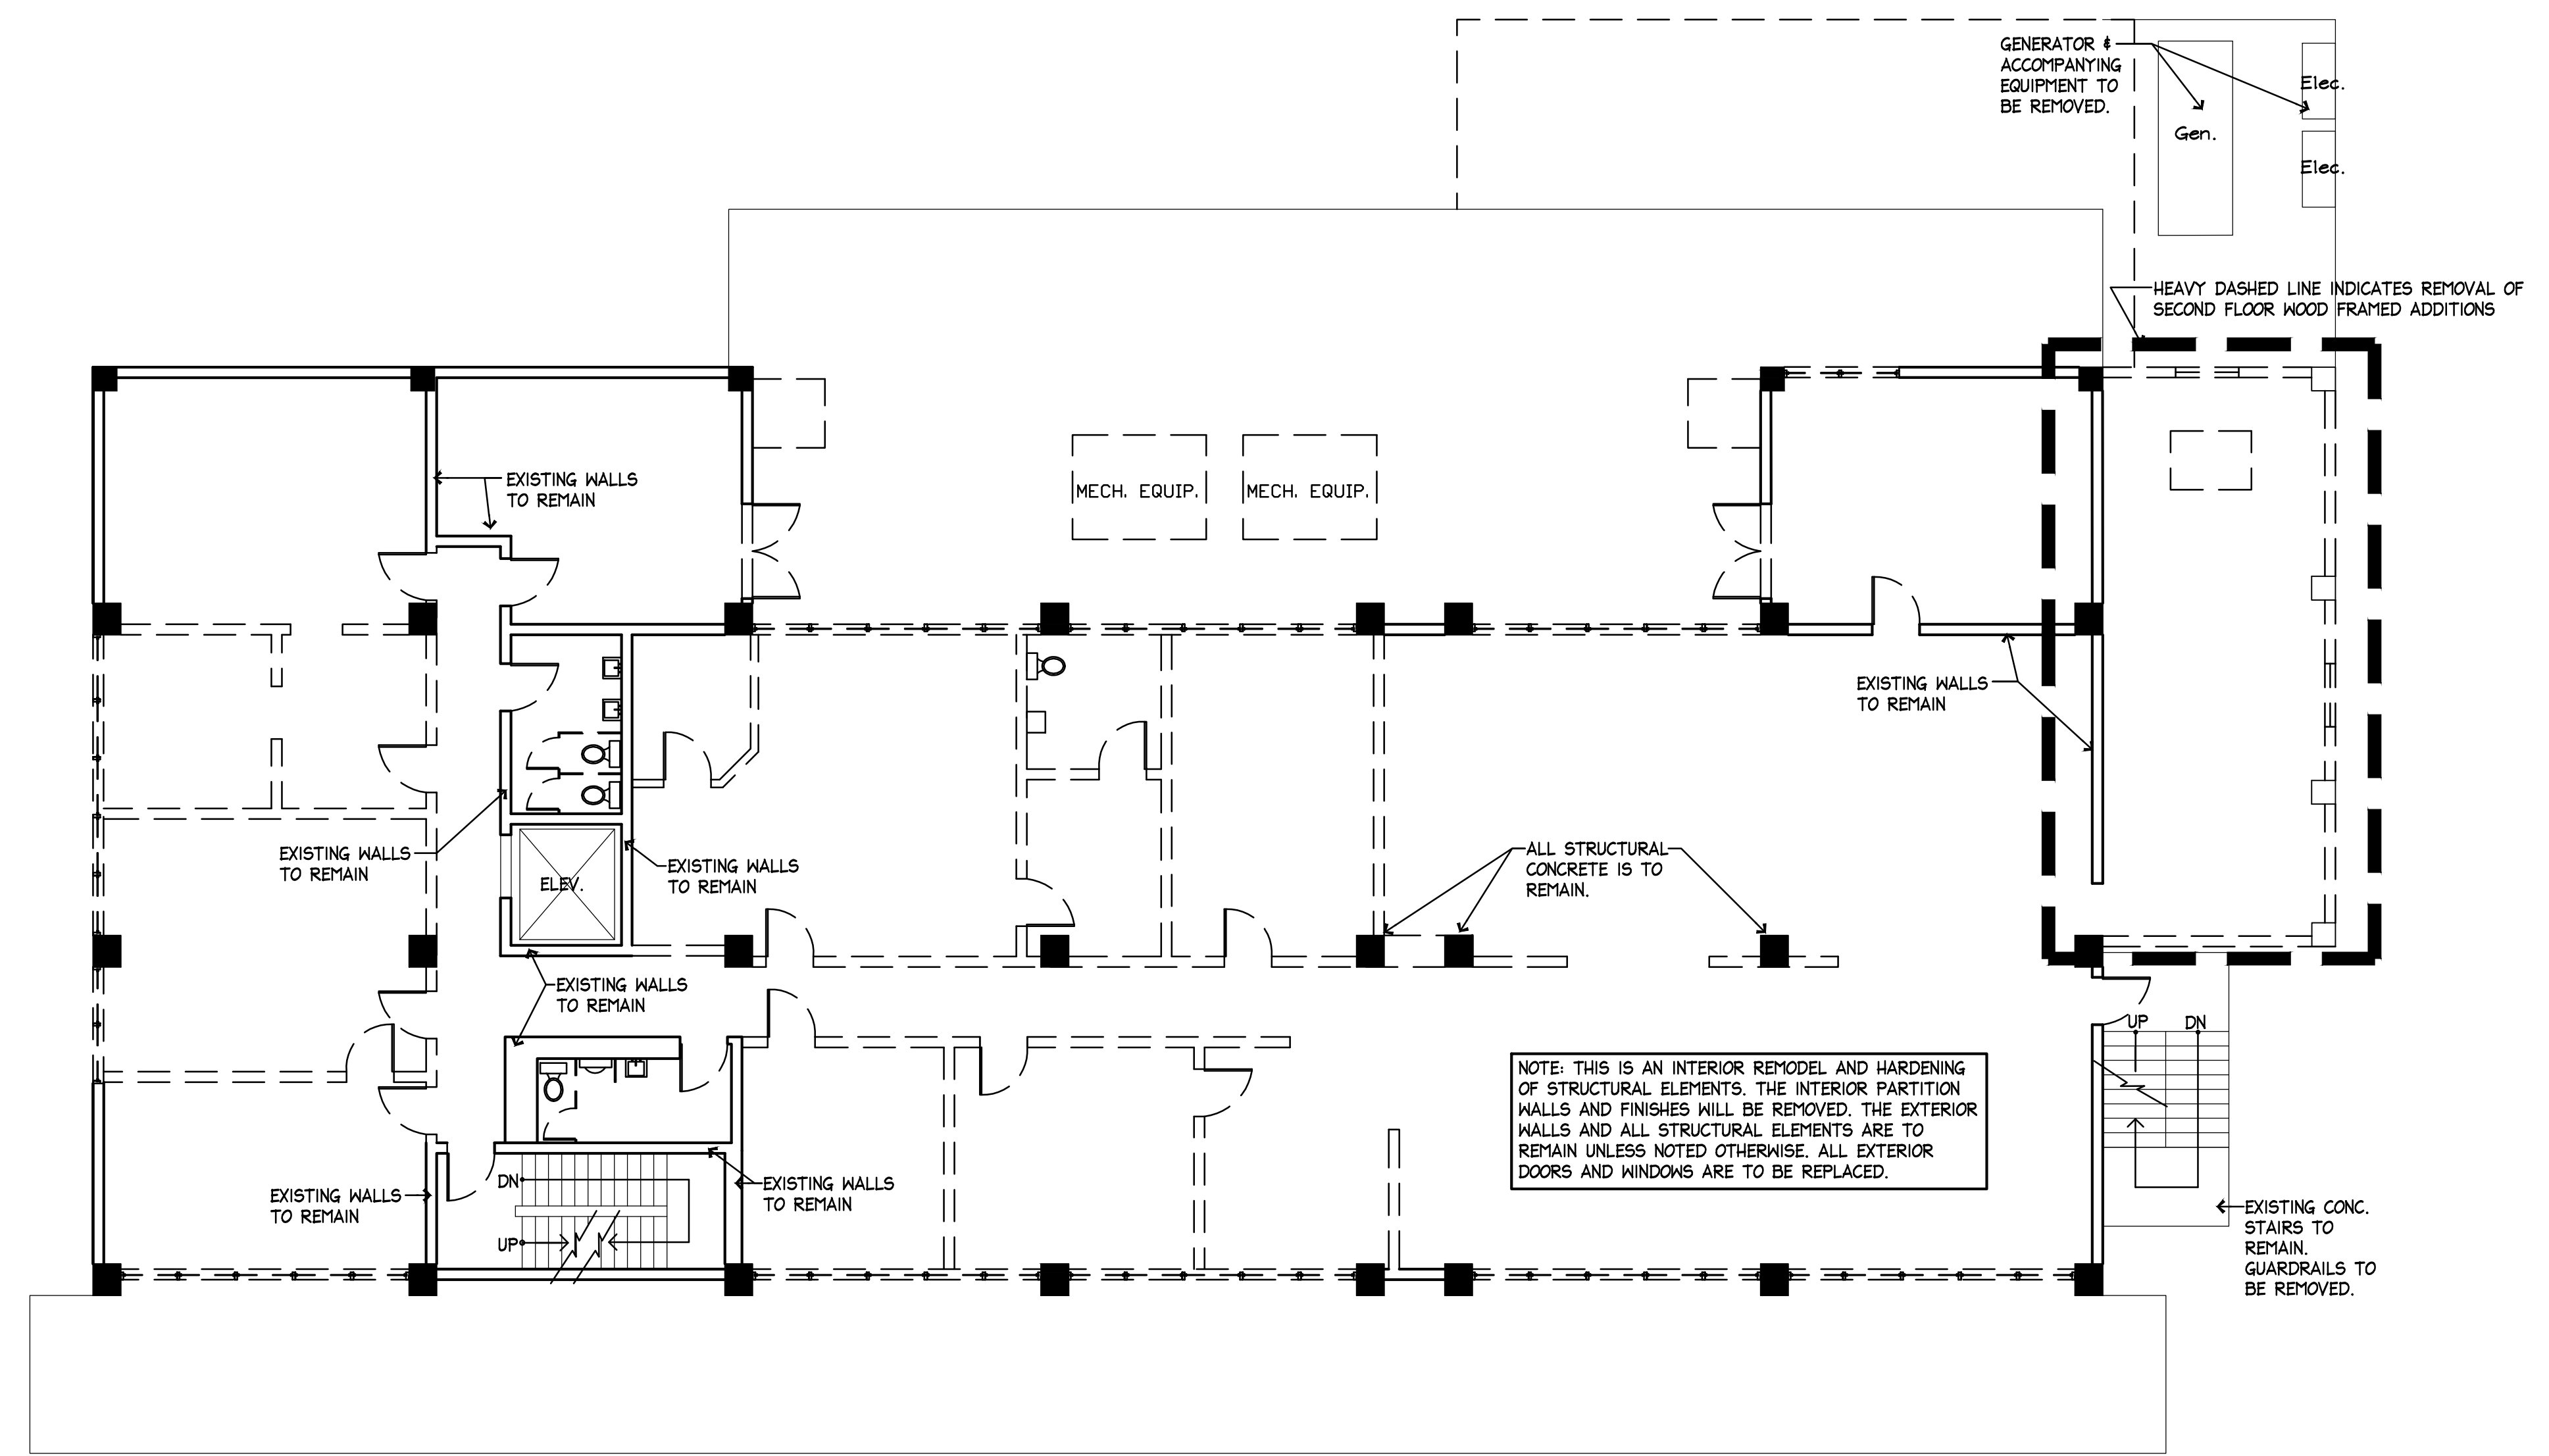 GENERATOR &
ACCOMPANYING
EQUIPMENT TO
BE REMOVED.
Elec.
Gen.
Elec.
HEAVY DASHED LINE INDICATES REMOVAL OF
SECOND FLOOR WOOD FRAMED ADDITIONS
EXISTING WALLS
TO REMAIN
MECH. EQUIP.
MECH. EQUIP.
EXISTING WALLS
TO REMAIN
EXISTING WALLS
TO REMAIN
EXISTING WALLS
TO REMAIN
ELEV.
ALL STRUCTURAL
CONCRETE IS TO
REMAIN.
EXISTING WALLS
TO REMAIN
UP
DN
NOTE: THIS IS AN INTERIOR REMODEL AND HARDENING
OF STRUCTURAL ELEMENTS. THE INTERIOR PARTITION
WALLS AND FINISHES WILL BE REMOVED. THE EXTERIOR
WALLS AND ALL STRUCTURAL ELEMENTS ARE TO
REMAIN UNLESS NOTED OTHERWISE. ALL EXTERIOR
DOORS AND WINDOWS ARE TO BE REPLACED.
DN
EXISTING WALLS
TO REMAIN
EXISTING WALLS
TO REMAIN
UP
EXISTING CONC.
STAIRS TO
REMAIN.
GUARDRAILS TO
BE REMOVED.